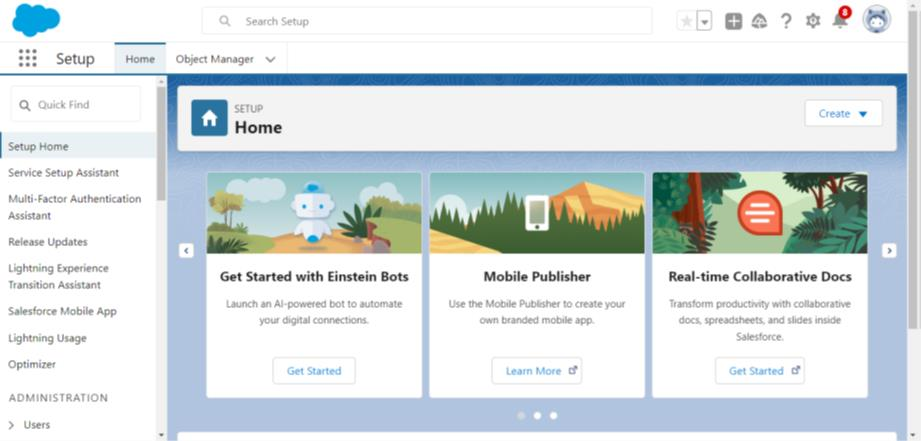 Search Setup
8
Setup
Home
Object Manager
Quick Find
Setup Home
Service Setup Assistant
Multi-Factor Authentication
Assistant
Release Updates
Lightning Experience
Transition Assistant
Salesforce Mobile App
Lightning Usage
Optimizer
ADMINISTRATION
Users
SETUP
Home
Create
Get Started with Einstein Bots
Launch an AI-powered bot to automate
your digital connections.
Get Started
Mobile Publisher
Use the Mobile Publisher to create your
own branded mobile app.
Learn More
Real-time Collaborative Docs
Transform productivity with collaborative
docs, spreadsheets, and slides inside
Salesforce.
Get Started